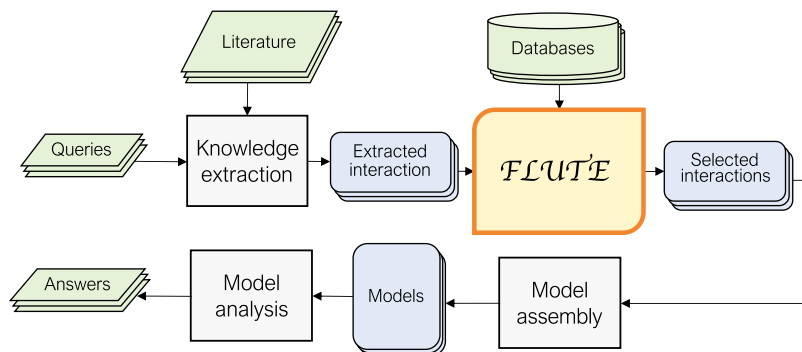 Literature
Databases
Queries
Knowledge
extraction
Extracted
interaction
FLUTE
Selected
interactions
Answers
Model
analysis
Models
Model
assembly